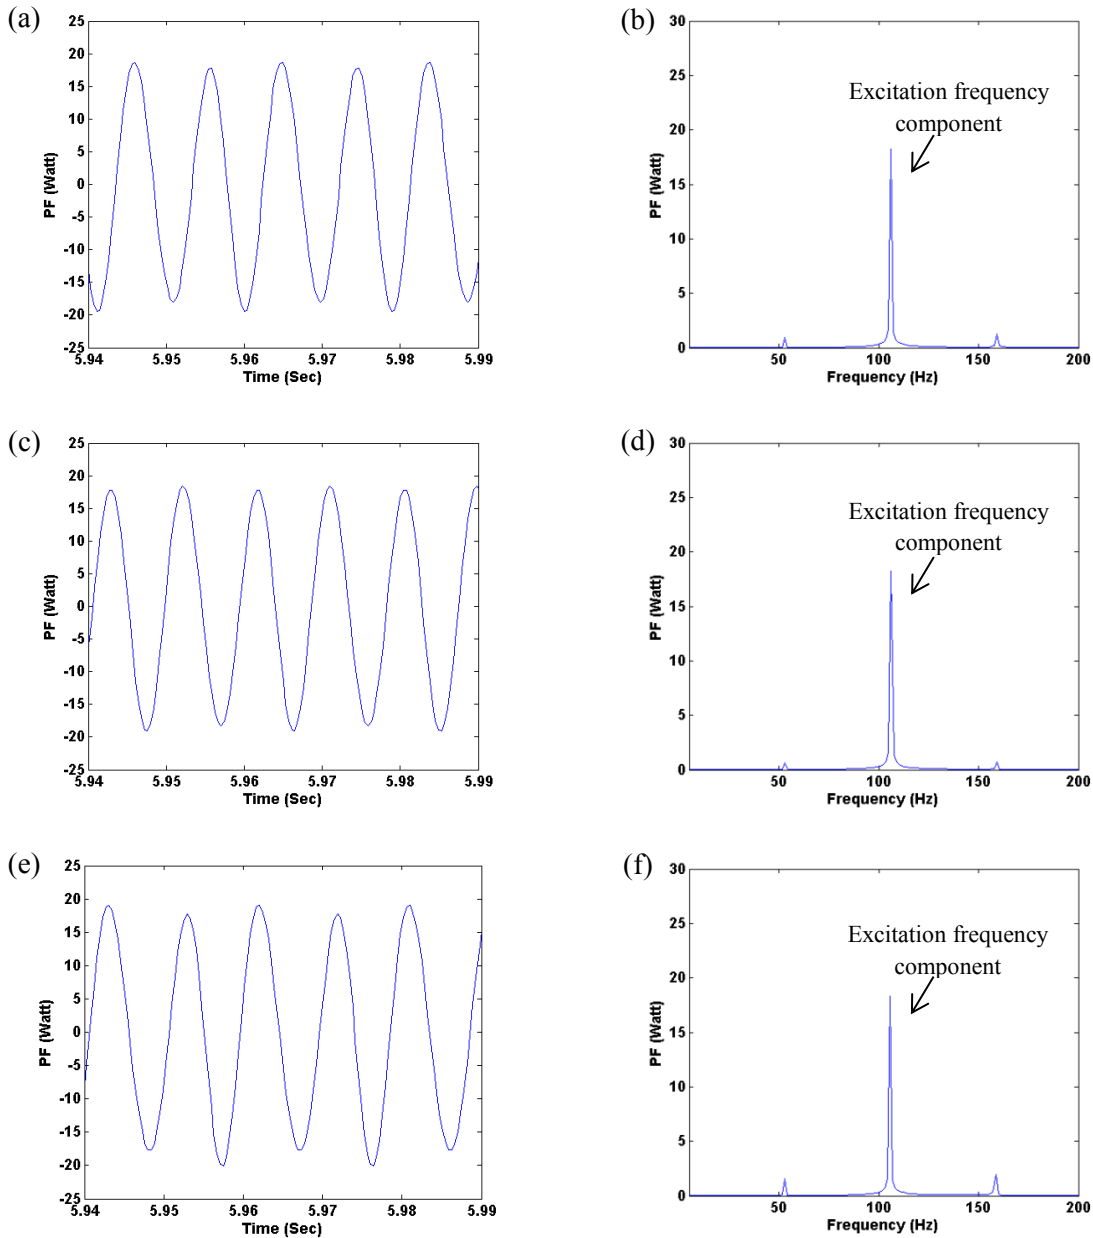 (a)
25
20
15
10
5
0
-5
-10
-15
-20
-25
PF (Watt)
5.94 5.95 5.96 5.97 5.98 5.99
Time (Sec)
(b)
30
25
20
15
10
5
0
PF (Watt)
Excitation frequency
component
50 100 150 200
Frequency (Hz)
(c)
25
20
15
10
5
0
-5
-10
-15
-20
-25
PF (Watt)
5.94 5.95 5.96 5.97 5.98 5.99
Time (Sec)
(d)
30
25
20
15
10
5
0
PF (Watt)
Excitation frequency
component
50 100 150 200
Frequency (Hz)
(e)
25
20
15
10
5
0
-5
-10
-15
-20
-25
PF (Watt)
5.94 5.95 5.96 5.97 5.98 5.99
Time (Sec)
(f)
30
25
20
15
10
5
0
PF (Watt)
Excitation frequency
component
50 100 150 200
Frequency (Hz)